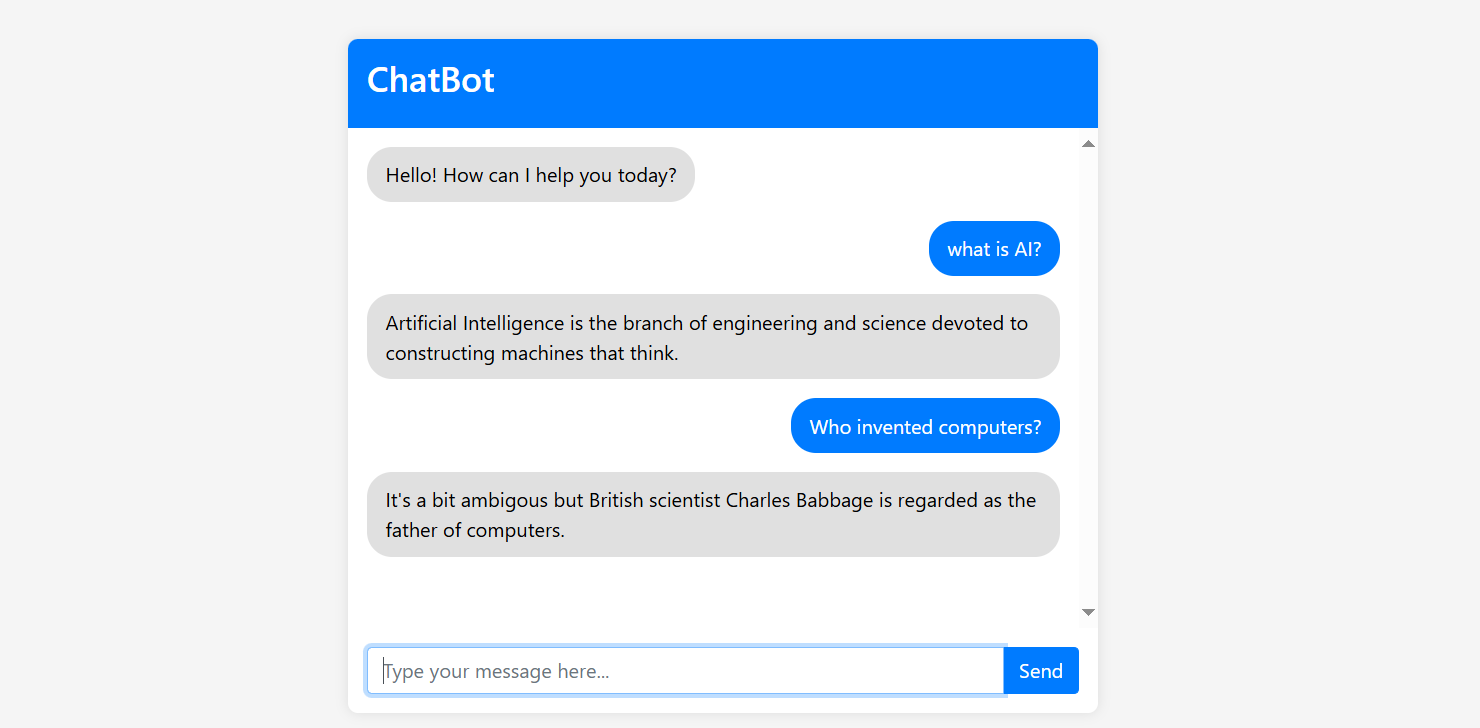 ChatBot
Hello! How can I help you today?
what is AI?
Artificial Intelligence is the branch of engineering and science devoted to
constructing machines that think.
Who invented computers?
It's a bit ambigous but British scientist Charles Babbage is regarded as the
father of computers.
Type your message here...
Send